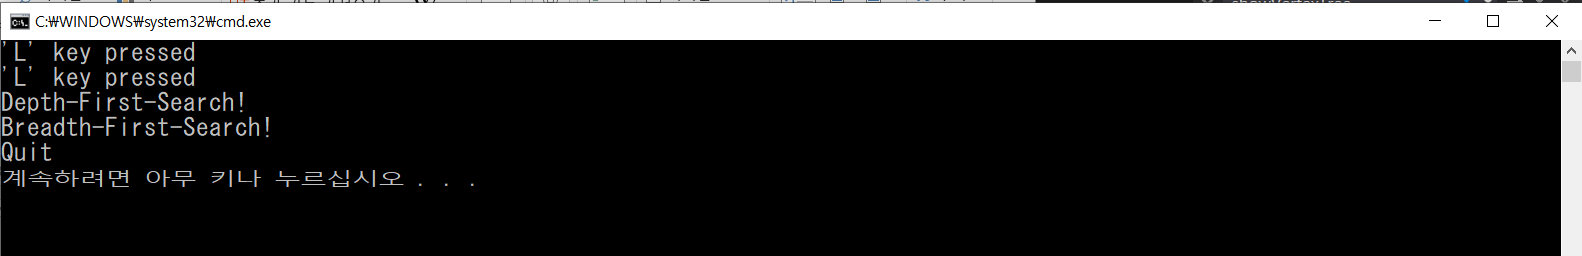 C:₩WINDOWS₩system32₩cmd.exe
'L' key pressed
'L' key pressed
Depth-First-Search!
Breadth-First-Search!
Quit
계속하려면 아무 키나 누르십시오 . . .